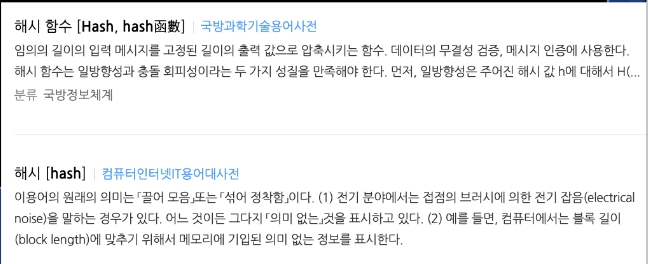 해시 함수 [Hash, hash函數] 국방과학기술용어사전
임의의 길이의 입력 메시지를 고정된 길이의 출력 값으로 압축시키는 함수. 데이터의 무결성 검증, 메시지 인증에 사용한다.
해시 함수는 일방향성과 충돌 회피성이라는 두 가지 성질을 만족해야 한다. 먼저, 일방향성은 주어진 해시 값 h에 대해서 H(...
분류 국방정보체계
해시 [hash] 컴퓨터인터넷IT용어대사전
이용어의 원래의 의미는 「끌어 모음」또는 「섞어 정착함」이다. (1) 전기 분야에서는 접점의 브러시에 의한 전기 잡음(electrical
noise)을 말하는 경우가 있다. 어느 것이든 그다지 「의미 없는」것을 표시하고 있다. (2) 예를 들면, 컴퓨터에서는 블록 길이
(block length)에 맞추기 위해서 메모리에 기입된 의미 없는 정보를 표시한다.